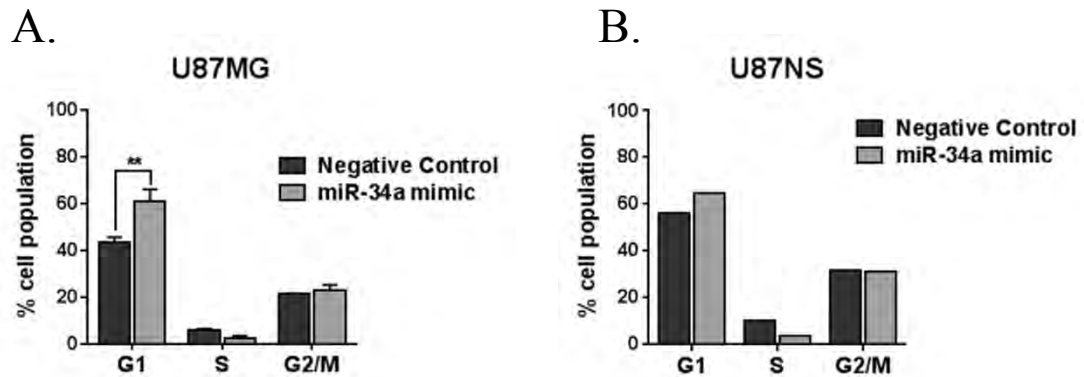 A.
U87MG
% cell population
100
80
60
40
20
0
**
Negative Control
miR-34a mimic
G1 S G2/M
B.
U87NS
% cell population
100
80
60
40
20
0
Negative Control
miR-34a mimic
G1 S G2/M